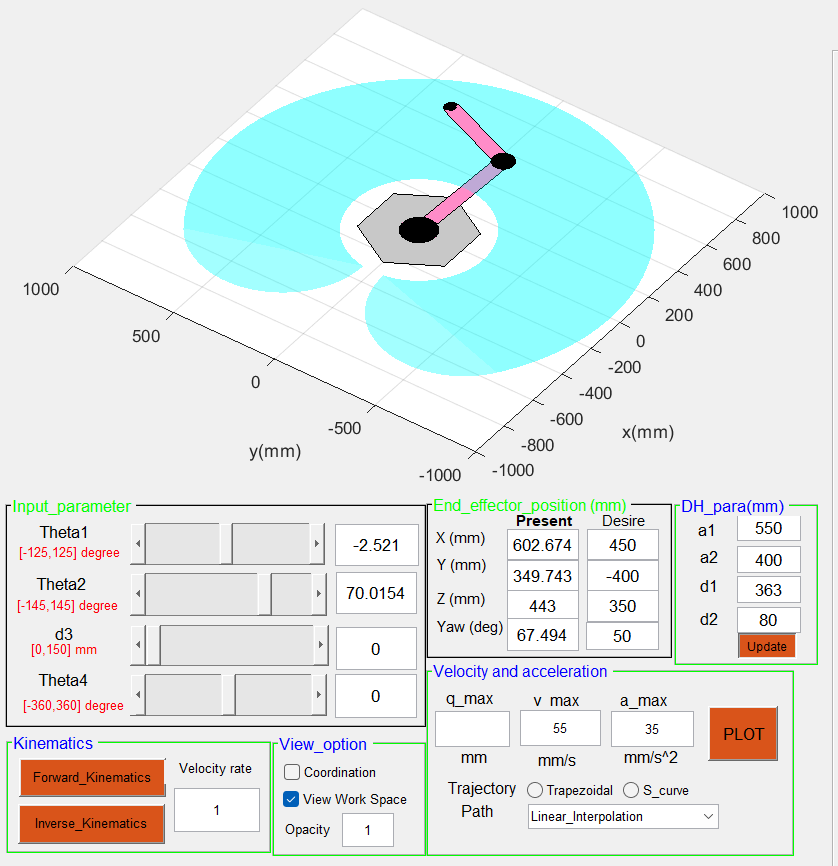 1000
800
600
400
200
0
-200
-400
-600
-800
-1000
x(mm)
1000
500
0
-500
-1000
y(mm)
Input_parameter
Theta1
[-125,125] degree
-2.521
Theta2
[-145,145] degree
70.0154
d3
[0,150] mm
0
Theta4
[-360,360] degree
0
End_effector_position (mm)
Present Desire
X (mm) 602.674 450
Y (mm) 349.743 -400
Z (mm) 443 350
Yaw (deg) 67.494 50
DH_para(mm)
a1 550
a2 400
d1 363
d2 80
Update
Kinematics
Forward_Kinematics
Inverse_Kinematics
Velocity rate
1
View_option
Coordination
View Work Space
Opacity 1
Velocity and acceleration
q_max v_max a_max
55 35
mm mm/s mm/s^2
PLOT
Trajectory Path
Trapezoidal S_curve
Linear_Interpolation